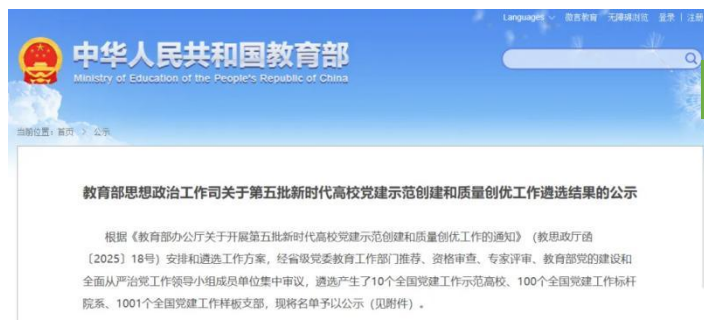 Languages 微言教育 无障碍浏览 登录 | 注册
中华人民共和国教育部
Ministry of Education of the People's Republic of China
当前位置：首页 > 公示
教育部思想政治工作司关于第五批新时代高校党建示范创建和质量创优工作遴选结果的公示
根据《教育部办公厅关于开展第五批新时代高校党建示范创建和质量创优工作的通知》（教思政厅函
〔2025〕18号）安排和遴选工作方案，经省级党委教育工作部门推荐、资格审查、专家评审、教育部党的建设和
全面从严治党工作领导小组成员单位集中审议，遴选产生了10个全国党建工作示范高校、100个全国党建工作标杆
院系、1001个全国党建工作样板支部，现将名单予以公示（见附件）。